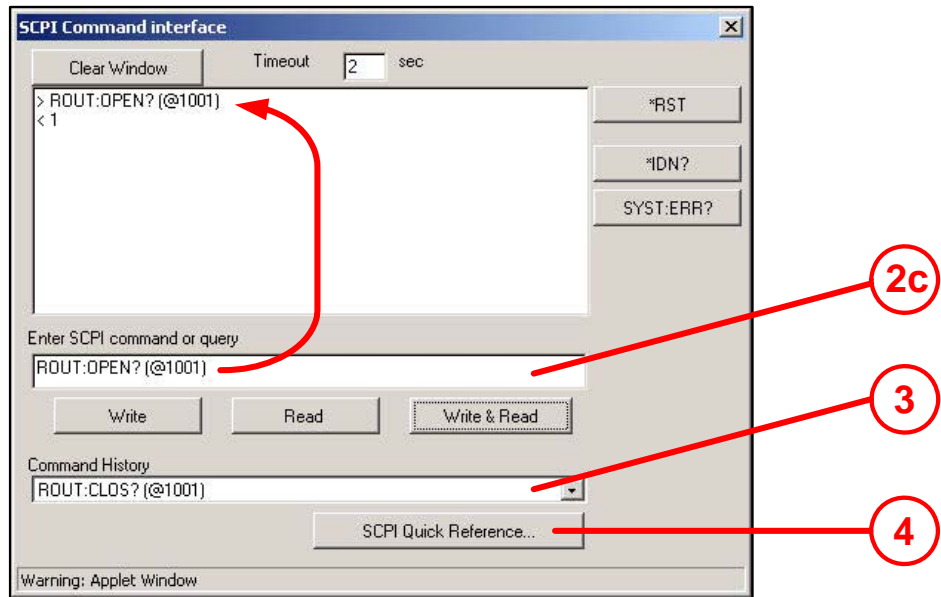 SCPI Command interface
Clear Window
Timeout 2 sec
> ROUT:OPEN? (@1001)
< 1
*RST
*IDN?
SYST:ERR?
2c
Enter SCPI command or query
ROUT:OPEN? (@1001)
Write Read Write & Read
3
Command History
ROUT:CLOS? (@1001)
SCPI Quick Reference...
4
Warning: Applet Window